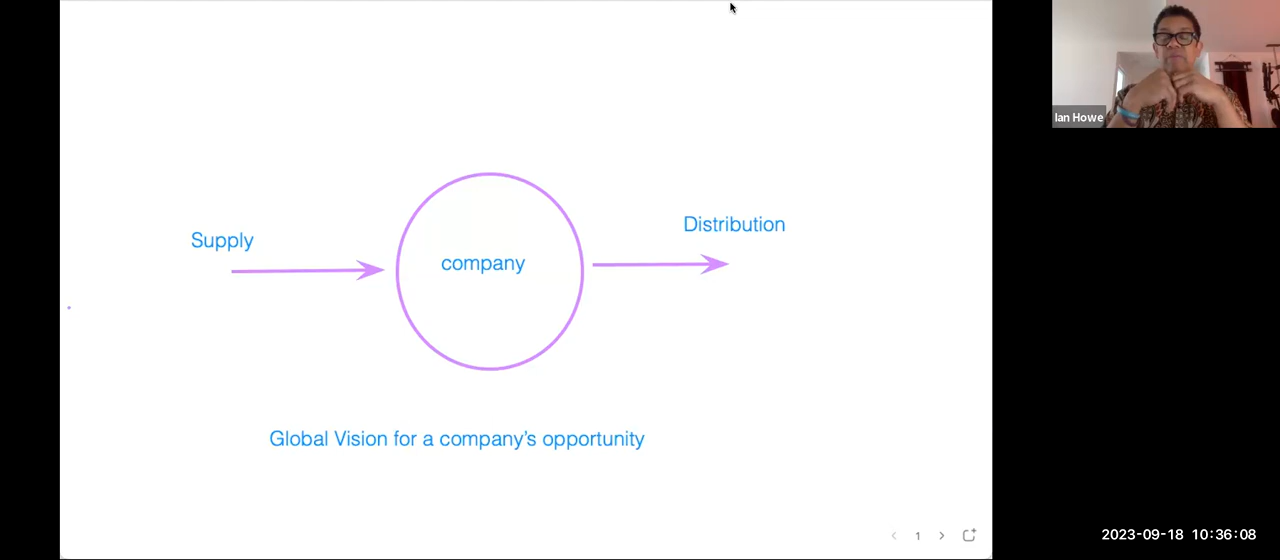 Ian Howe
Distribution
Supply
company
Global Vision for a company's opportunity
1
2023-09-18 10:36:08